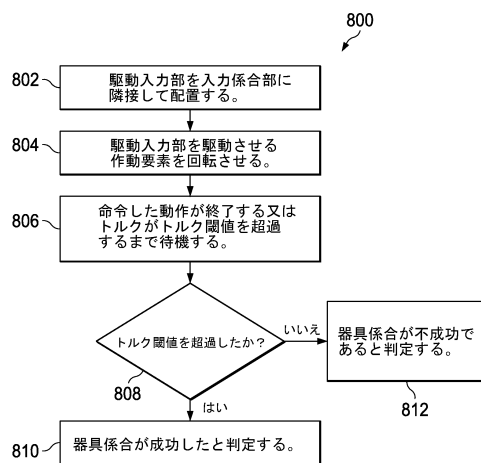 800
802
駆動入力部を入力係合部に
隣接して配置する。
804
駆動入力部を駆動させる
作動要素を回転させる。
806
命令した動作が終了する又は
トルクがトルク閾値を超過
するまで待機する。
トルク閾値を超過したか？
808
いいえ
器具係合が不成功で
あると判定する。
812
はい
810
器具係合が成功したと判定する。